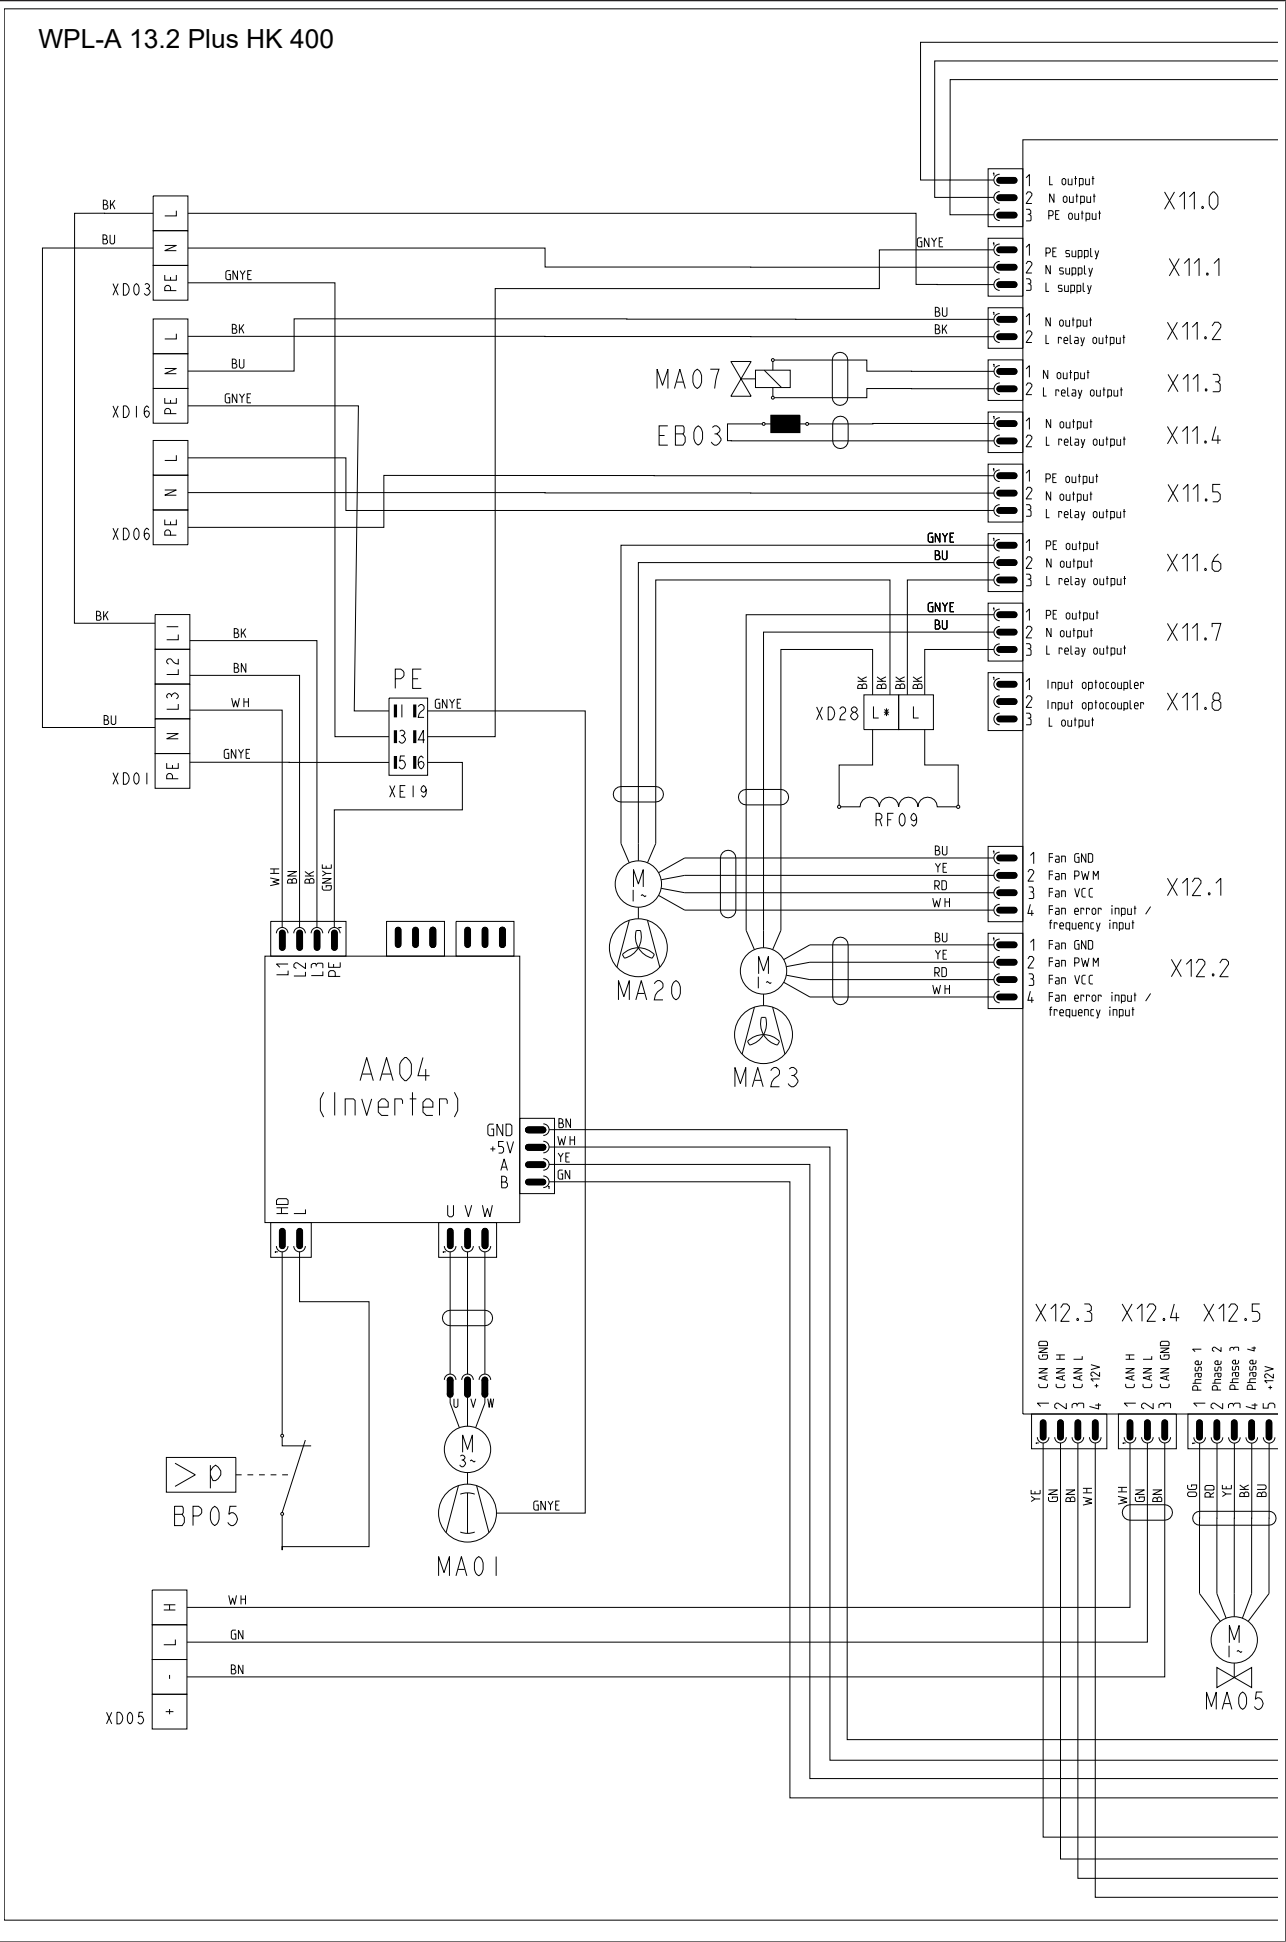 WPL-A 13.2 Plus HK 400
1 L output
2 N output
3 PE output
X11.0
BK
L
BU
N
PE
GNYE
XD03
GNYE
1 PE supply
2 N supply
3 L supply
X11.1
L
BK
N
BU
PE
GNYE
XD16
BU
BK
1 N output
2 L relay output
X11.2
MA07
1 N output
2 L relay output
X11.3
EB03
1 N output
2 L relay output
X11.4
L
N
PE
XD06
1 PE output
2 N output
3 L relay output
X11.5
GNYE
BU
1 PE output
2 N output
3 L relay output
X11.6
GNYE
BU
1 PE output
2 N output
3 L relay output
X11.7
BK
L1
BK
L2
BN
L3
WH
BU
N
PE
GNYE
XD01
PE
1 2
GNYE
3 4
5 6
XE19
BK BK BK BK
XD28
L* L
RF09
1 Input optocoupler
2 Input optocoupler
3 L output
X11.8
WH BN BK GNYE
L1 L2 L3 PE
M
1~
MA20
BU
YE
RD
WH
1 Fan GND
2 Fan PWM
3 Fan VCC
4 Fan error input /
frequency input
X12.1
M
1~
MA23
BU
YE
RD
WH
1 Fan GND
2 Fan PWM
3 Fan VCC
4 Fan error input /
frequency input
X12.2
AA04
(Inverter)
GND BN
+5V WH
A YE
B GN
HD L
U V W
U V W
M
3~
MA01
GNYE
>p
BP05
X12.3 X12.4 X12.5
1 CAN GND
2 CAN H
3 CAN L
4 +12V
1 CAN H
2 CAN L
3 CAN GND
1 Phase 1
2 Phase 2
3 Phase 3
4 Phase 4
5 +12V
YE GN BN WH
WH GN BN
OG RD YE BK BU
M
1~
MA05
H
WH
L
GN
-
BN
+
XD05